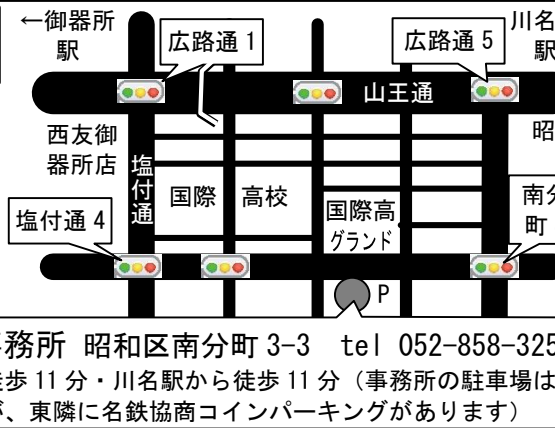 ←御器所
駅
広路通 1
広路通 5
川名
駅
山王通
西友御
器所店
塩付通
昭
国際 高校
国際高
グランド
南分
町
塩付通 4
P
務所 昭和区南分町 3-3 tel 052-858-325
徒歩 11 分・川名駅から徒歩 11 分（事務所の駐車場は
、東隣に名鉄協商コインパーキングがあります）